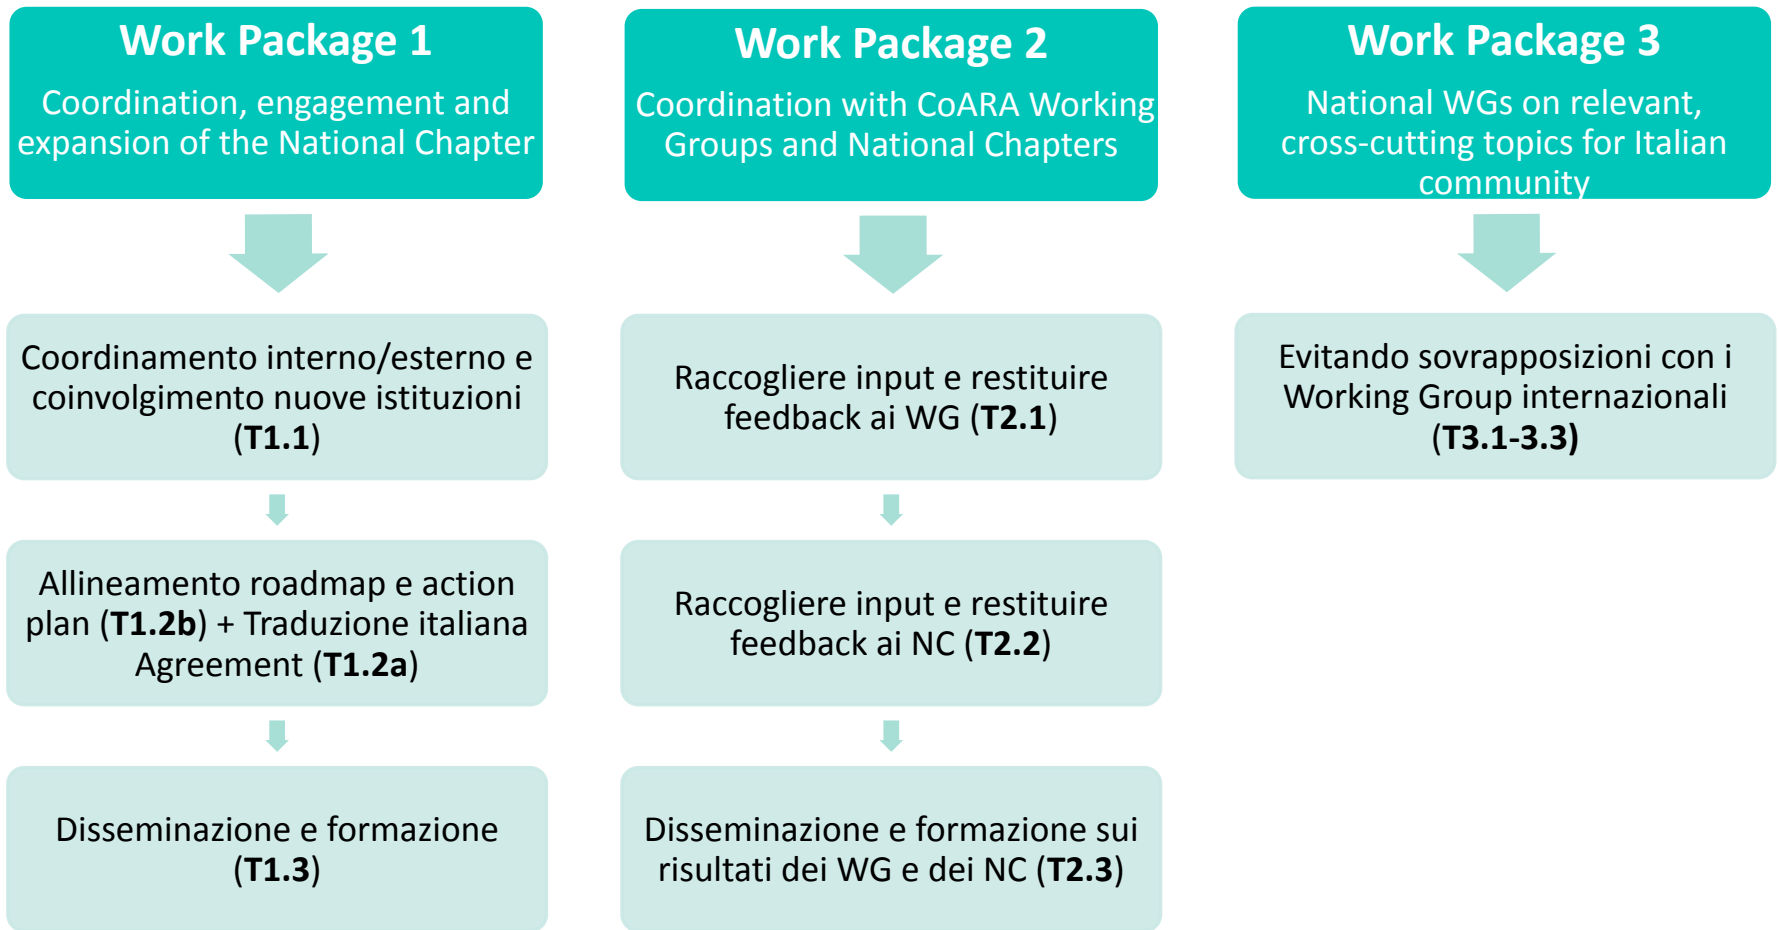 Work Package 1
Coordination, engagement and
expansion of the National Chapter
Coordinamento interno/esterno e
coinvolgimento nuove istituzioni
(T1.1)
Allineamento roadmap e action
plan (T1.2b) + Traduzione italiana
Agreement (T1.2a)
Disseminazione e formazione
(T1.3)
Work Package 2
Coordination with CoARA Working
Groups and National Chapters
Raccogliere input e restituire
feedback ai WG (T2.1)
Raccogliere input e restituire
feedback ai NC (T2.2)
Disseminazione e formazione sui
risultati dei WG e dei NC (T2.3)
Work Package 3
National WGs on relevant,
cross-cutting topics for Italian
community
Evitando sovrapposizioni con i
Working Group internazionali
(T3.1-3.3)